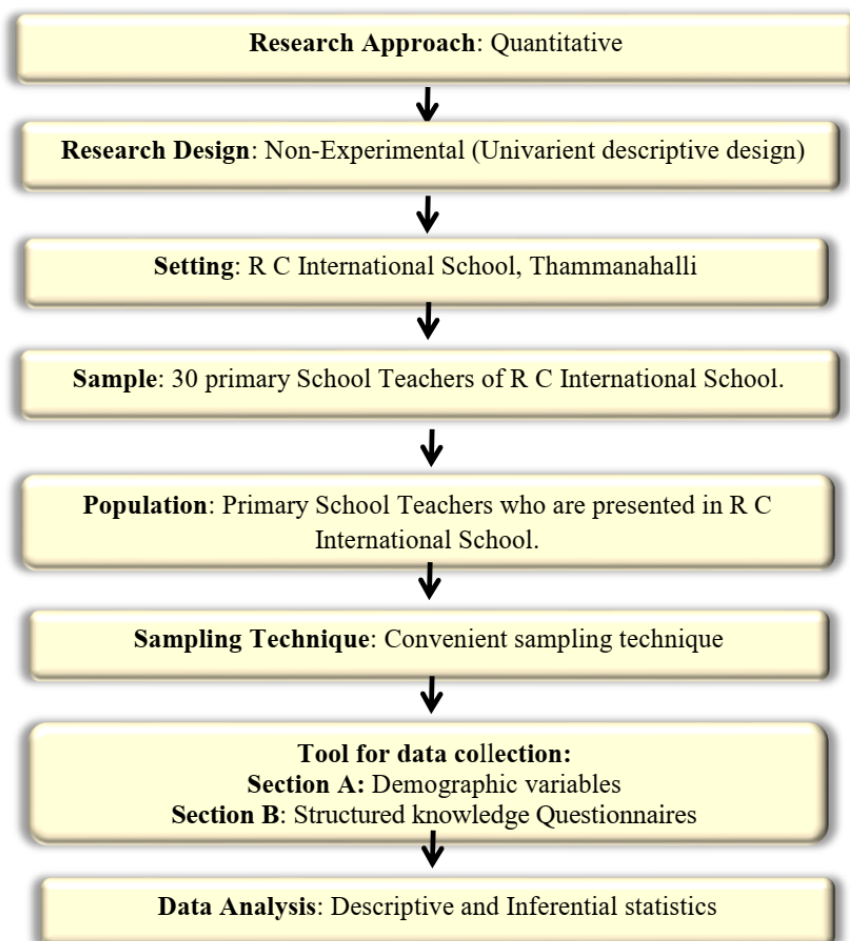 Research Approach: Quantitative
Research Design: Non-Experimental (Univarient descriptive design)
Setting: R C International School, Thammanahalli
Sample: 30 primary School Teachers of R C International School.
Population: Primary School Teachers who are presented in R C
International School.
Sampling Technique: Convenient sampling technique
Tool for data collection:
Section A: Demographic variables
Section B: Structured knowledge Questionnaires
Data Analysis: Descriptive and Inferential statistics